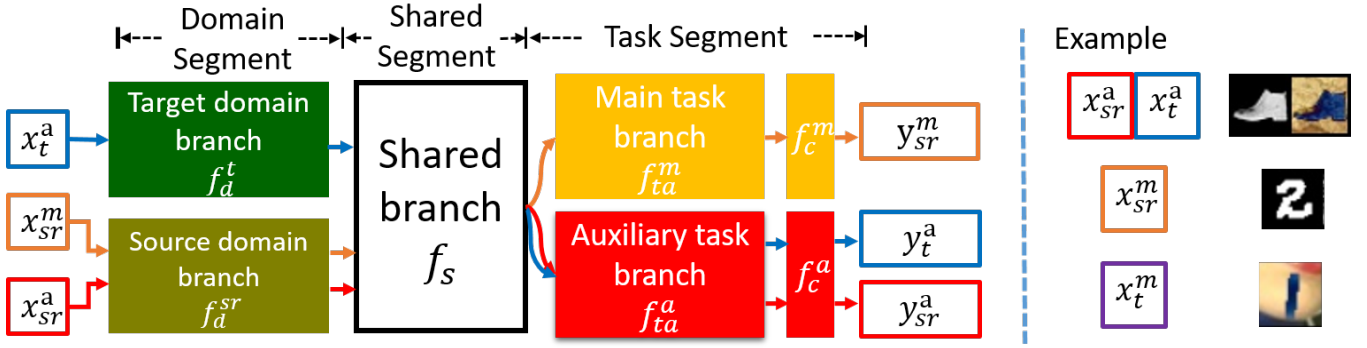 Domain Segment
Shared Segment
Task Segment
x_t^a
x_sr^m
x_sr^a
Target domain
branch
f_d^t
Source domain
branch
f_d^sr
Shared
branch
f_s
Main task
branch
f_ta^m
f_c^m
y_sr^m
Auxiliary task
branch
f_ta^a
f_c^a
y_t^a
y_sr^a
Example
x_sr^a x_t^a
x_sr^m
2
x_t^m
1